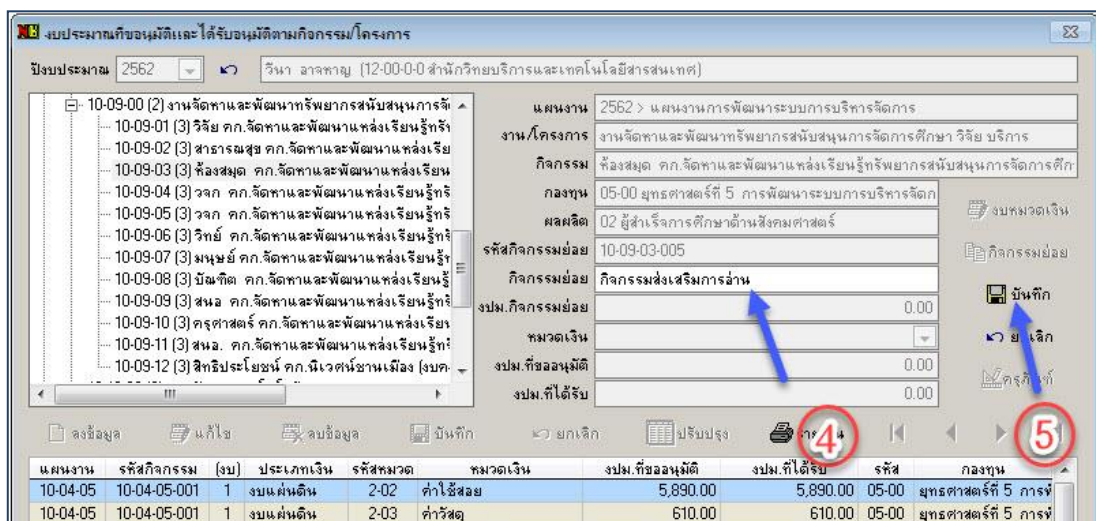 งบประมาณที่ขออนุมัติและได้รับอนุมัติตามกิจกรรม/โครงการ
ปีงบประมาณ 2562 วีนา อาจหาญ (12-00-0-0 สำนักวิทยบริการและเทคโนโลยีสารสนเทศ)
10-09-00 (2) งานจัดหาและพัฒนาทรัพยากรสนับสนุนการจั
10-09-01 (3) วิจัย คก.จัดหาและพัฒนาแหล่งเรียนรู้ทรัพ
10-09-02 (3) สาธารณสุข คก.จัดหาและพัฒนาแหล่งเรีย
10-09-03 (3) ห้องสมุด คก.จัดหาและพัฒนาแหล่งเรียน
10-09-04 (3) วจก คก.จัดหาและพัฒนาแหล่งเรียนรู้ทรั
10-09-05 (3) วจก คก.จัดหาและพัฒนาแหล่งเรียนรู้ทรั
10-09-06 (3) วิทย์ คก.จัดหาและพัฒนาแหล่งเรียนรู้ทรั
10-09-07 (3) มนุษย์ คก.จัดหาและพัฒนาแหล่งเรียนรู้ท
10-09-08 (3) บัณฑิต คก.จัดหาและพัฒนาแหล่งเรียนรู้
10-09-09 (3) สนอ คก.จัดหาและพัฒนาแหล่งเรียนรู้ทรั
10-09-10 (3) ครุศาสตร์ คก.จัดหาและพัฒนาแหล่งเรียน
10-09-11 (3) สนอ. คก.จัดหาและพัฒนาแหล่งเรียนรู้ทรั
10-09-12 (3) สิทธิประโยชน์ คก.นิเวศน์ชานเมือง (งบค
แผนงาน 2562 > แผนงานการพัฒนาระบบการบริหารจัดการ
งาน/โครงการ งานจัดหาและพัฒนาทรัพยากรสนับสนุนการจัดการศึกษา วิจัย บริการ
กิจกรรม ห้องสมุด คก.จัดหาและพัฒนาแหล่งเรียนรู้ทรัพยากรสนับสนุนการจัดการศึก
กองทุน 05-00 ยุทธศาสตร์ที่ 5 การพัฒนาระบบการบริหารจัดก
ผลผลิต 02 ผู้สำเร็จการศึกษาด้านสังคมศาสตร์
รหัสกิจกรรมย่อย 10-09-03-005
กิจกรรมย่อย กิจกรรมส่งเสริมการอ่าน
งปม.กิจกรรมย่อย 0.00
หมวดเงิน
งปม.ที่ขออนุมัติ 0.00
งปม.ที่ได้รับ 0.00
งบหมวดเงิน
กิจกรรมย่อย
บันทึก
ยกเลิก
ครุภัณฑ์
4
5
ลงข้อมูล แก้ไข ลบข้อมูล บันทึก ยกเลิก ปรับปรุง
แผนงาน รหัสกิจกรรม (งบ) ประเภทเงิน รหัสหมวด หมวดเงิน งปม.ที่ขออนุมัติ งปม.ที่ได้รับ รหัส กองทุน
10-04-05 10-04-05-001 1 งบแผ่นดิน 2-02 ค่าใช้สอย 5,890.00 5,890.00 05-00 ยุทธศาสตร์ที่ 5 การพั
10-04-05 10-04-05-001 1 งบแผ่นดิน 2-03 ค่าวัสดุ 610.00 610.00 05-00 ยุทธศาสตร์ที่ 5 การพั